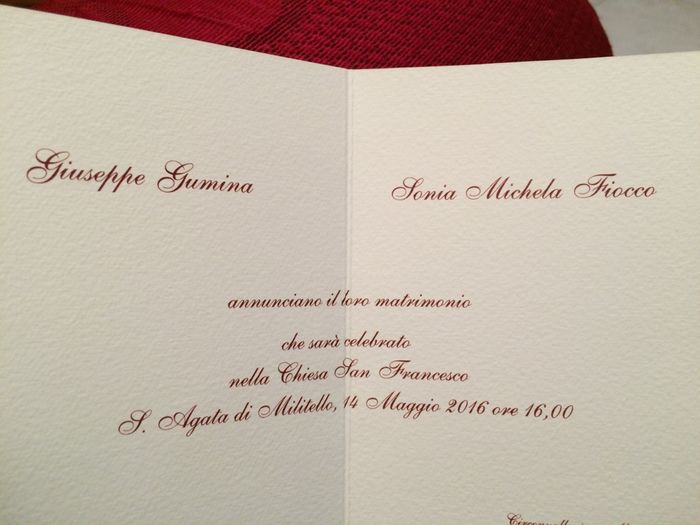 Giuseppe Gumina
Sonia Michela Fiocco
annunciano il loro matrimonio
che sarà celebrato
nella Chiesa San Francesco
S. Agata di Militello, 14 Maggio 2016 ore 16,00